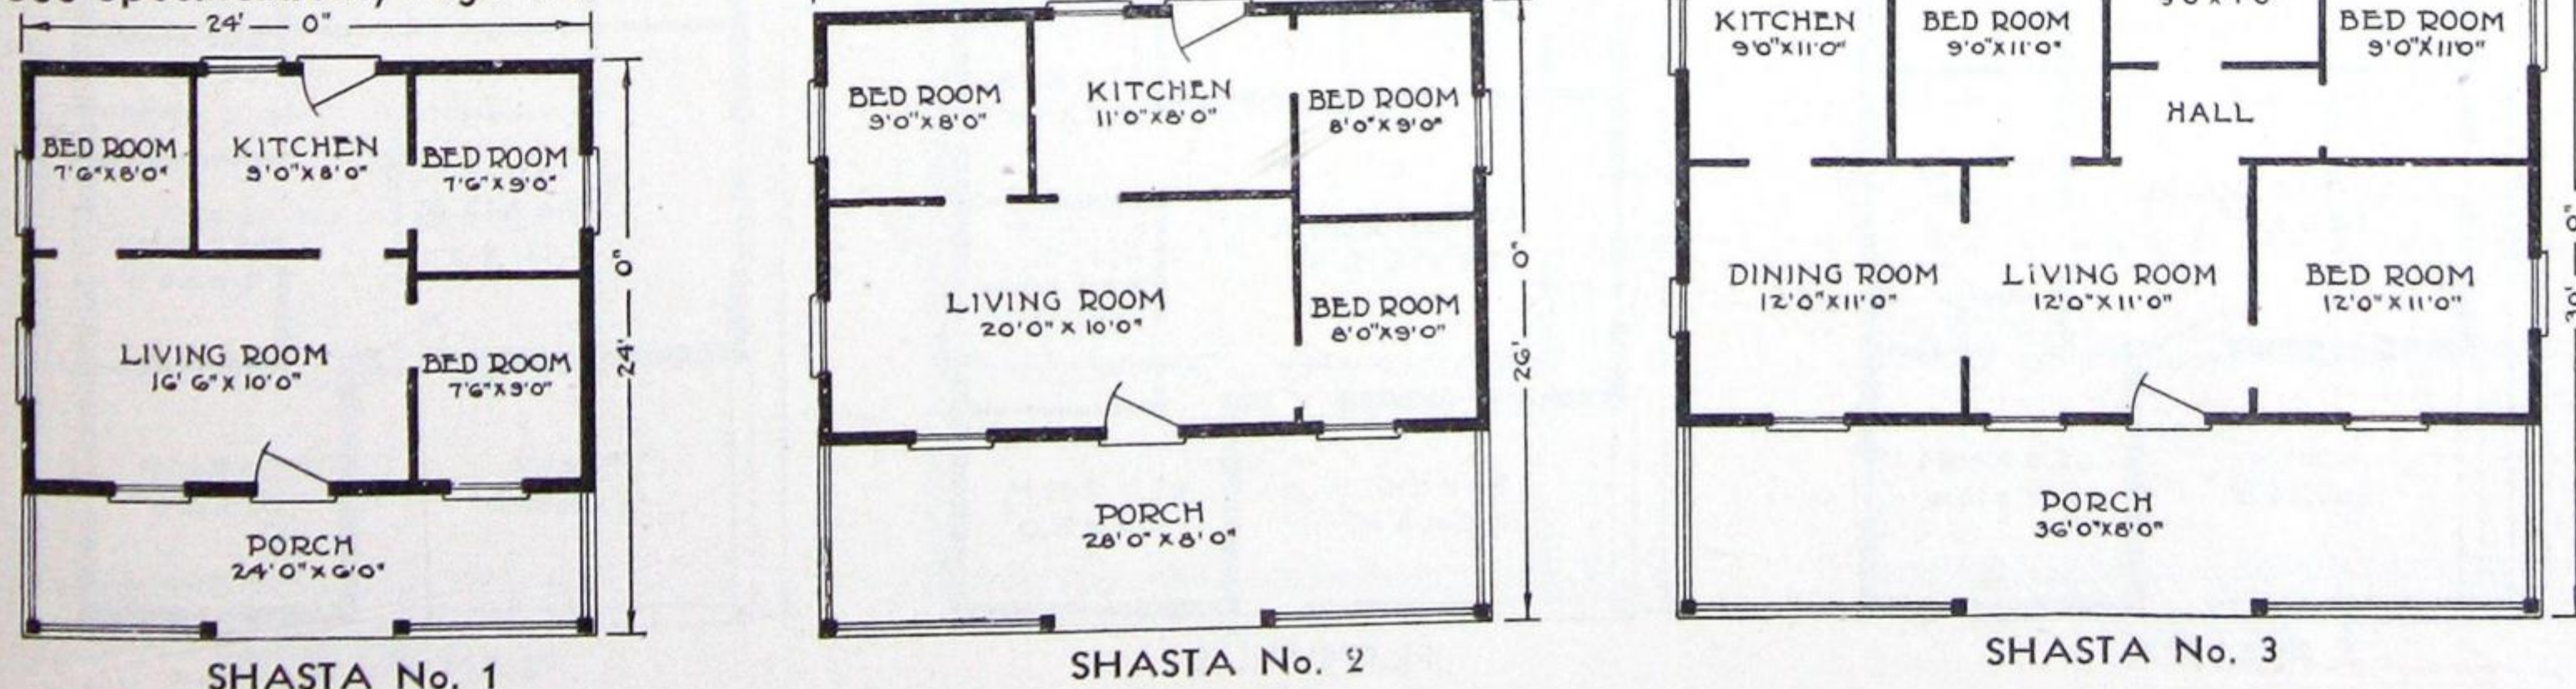 24' — 0"
BED ROOM
7'6"X8'0"
KITCHEN
9'0"X8'0"
BED ROOM
7'6"X9'0"
LIVING ROOM
16'6"X10'0"
BED ROOM
7'6"X9'0"
24' — 0"
PORCH
24'0"X6'0"
SHASTA No. 1
BED ROOM
9'0"X8'0"
KITCHEN
11'0"X8'0"
BED ROOM
8'0"X9'0"
LIVING ROOM
20'0" X 10'0"
BED ROOM
8'0"X9'0"
26' — 0"
PORCH
28'0" X 8'0"
SHASTA No. 2
KITCHEN
9'0"X11'0"
BED ROOM
9'0"X11'0"
BED ROOM
9'0"X11'0"
HALL
DINING ROOM
12'0"X11'0"
LIVING ROOM
12'0"X11'0"
BED ROOM
12'0"X11'0"
PORCH
36'0"X8'0"
SHASTA No. 3